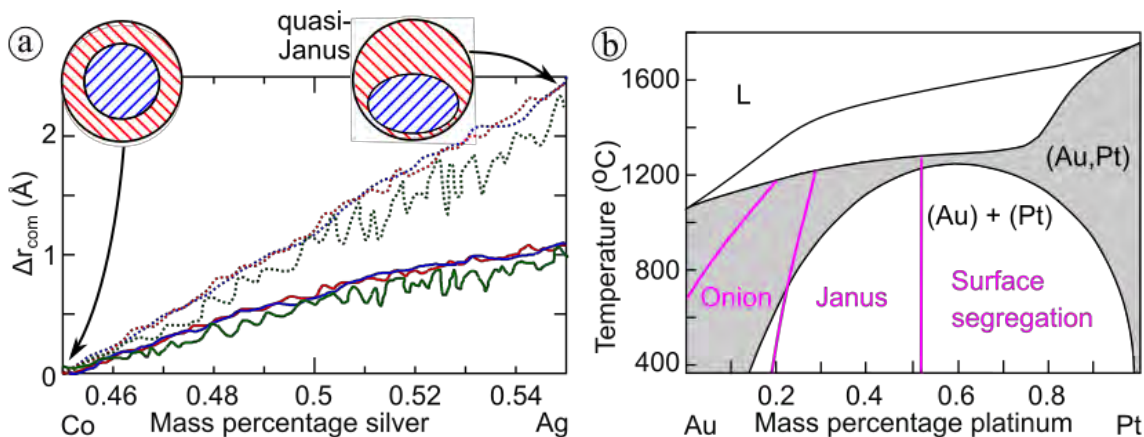 a
quasi-
Janus
2
1
0
Δr_com (Å)
0.46
0.48
0.5
0.52
0.54
Co
Mass percentage silver
Ag
b
1600
1200
800
400
Temperature (ºC)
L
(Au,Pt)
(Au) + (Pt)
Onion
Janus
Surface
segregation
0.2
0.4
0.6
0.8
Au
Mass percentage platinum
Pt